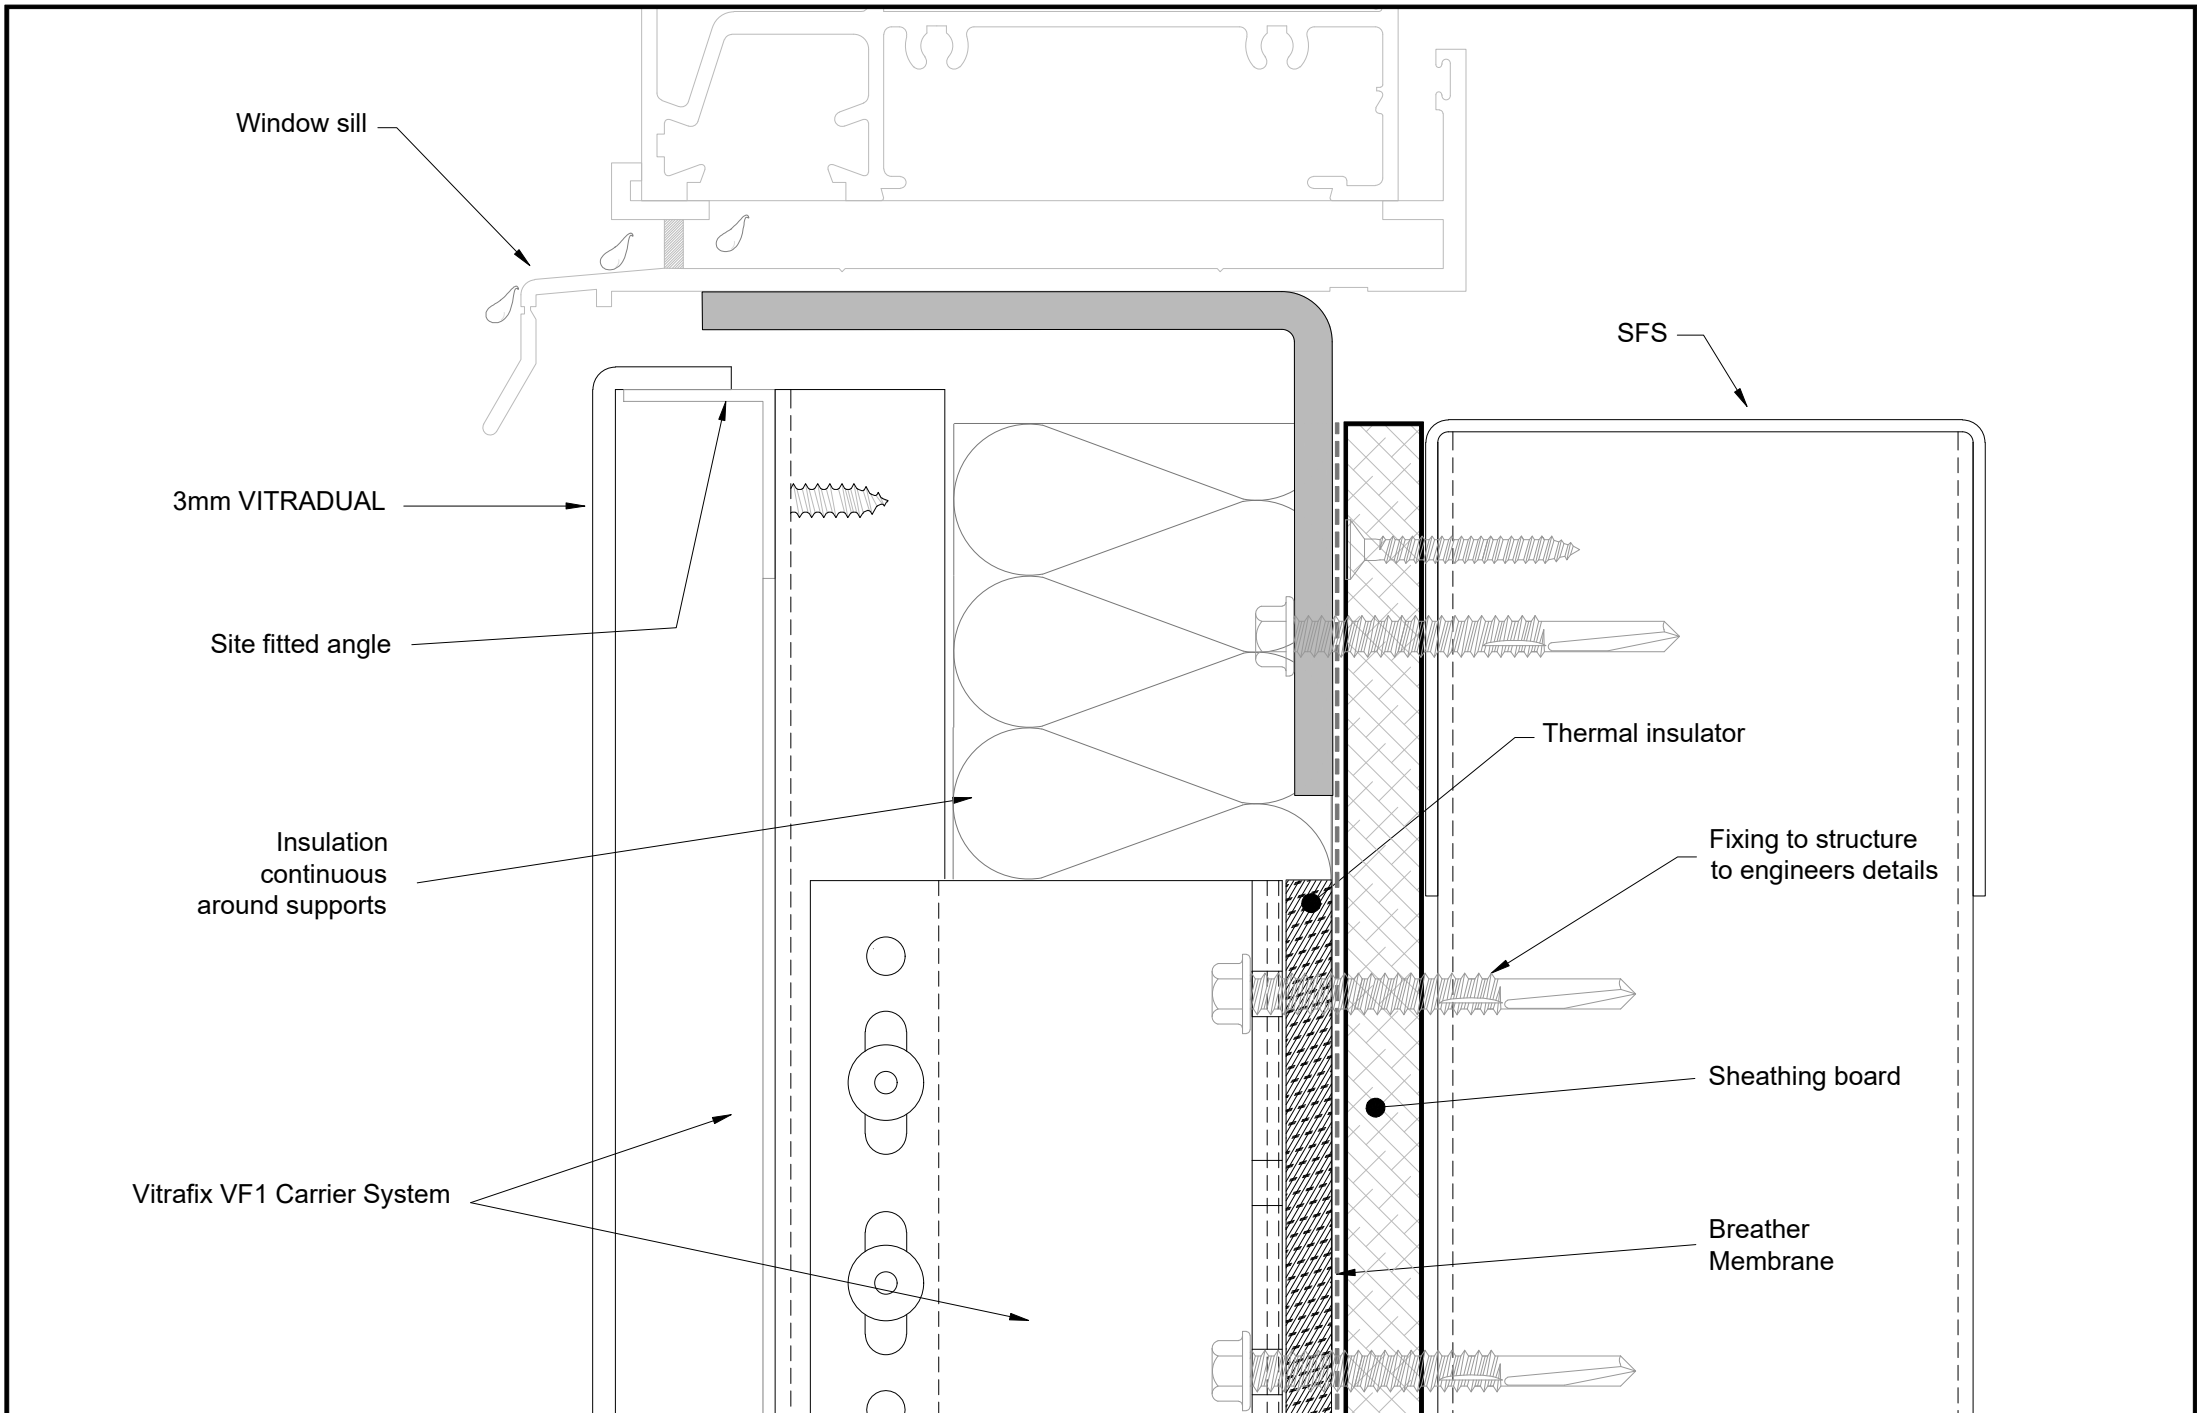 Window sill
SFS
3mm VITRADUAL
Site fitted angle
Thermal insulator
Insulation
continuous
around supports
Fixing to structure
to engineers details
Sheathing board
Vitrafix VF1 Carrier System
Breather
Membrane